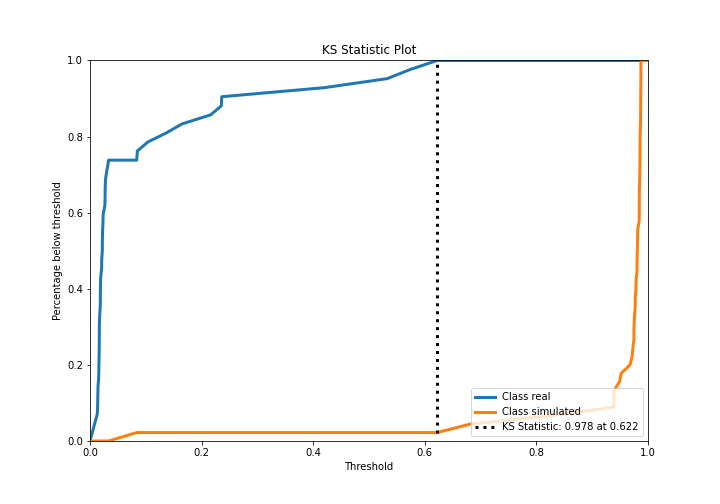 KS Statistic Plot
1.0
0.8
0.6
0.4
0.2
0.0
Percentage below threshold
0.0 0.2 0.4 0.6 0.8 1.0
Threshold
Class real
Class simulated
KS Statistic: 0.978 at 0.622